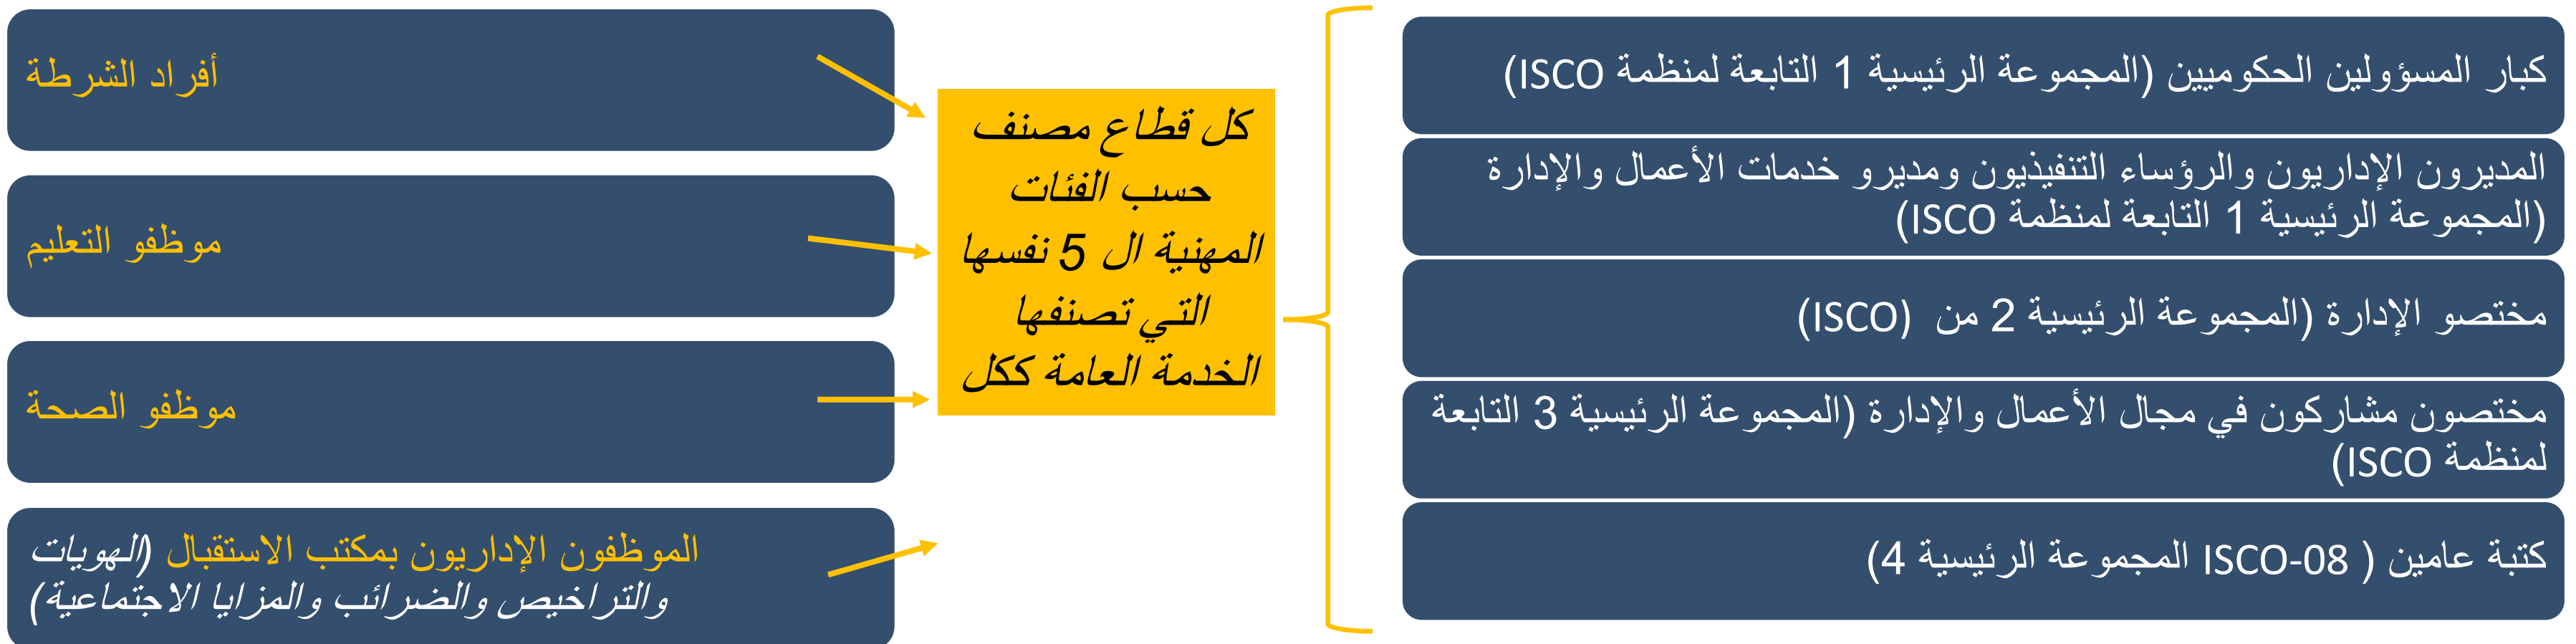 أفراد الشرطة
موظفو التعليم
موظفو الصحة
الموظفون الإداريون بمكتب الاستقبال (الهويات
والتراخيص والضرائب والمزايا الاجتماعية)
كل قطاع مصنف
حسب الفئات
المهنية ال 5 نفسها
التي تصنفها
الخدمة العامة ككل
كبار المسؤولين الحكوميين (المجموعة الرئيسية 1 التابعة لمنظمة ISCO)
المديرون الإداريون والرؤساء التنفيذيون ومديرو خدمات الأعمال والإدارة
(المجموعة الرئيسية 1 التابعة لمنظمة ISCO)
مختصو الإدارة (المجموعة الرئيسية 2 من (ISCO)
مختصون مشاركون في مجال الأعمال والإدارة (المجموعة الرئيسية 3 التابعة
لمنظمة ISCO)
كتبة عامين ( ISCO-08 المجموعة الرئيسية 4)